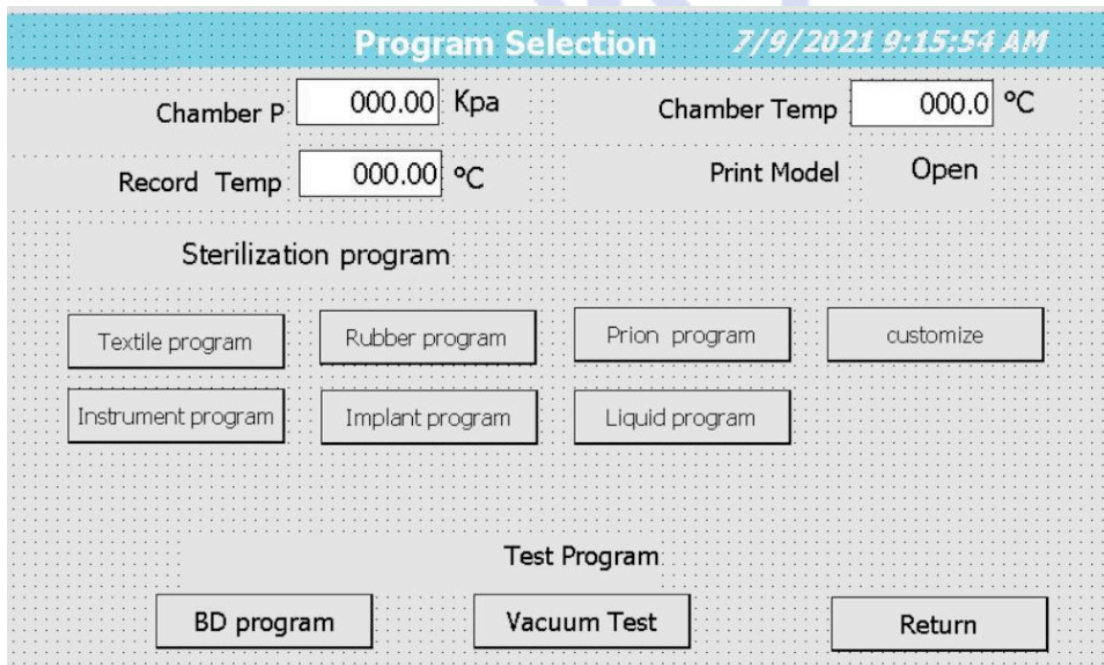 Program Selection 7/9/2021 9:15:54 AM
Chamber P 000.00 Kpa Chamber Temp 000.0 °C
Record Temp 000.00 °C Print Model Open
Sterilization program
Textile program Rubber program Prion program customize
Instrument program Implant program Liquid program
Test Program
BD program Vacuum Test Return